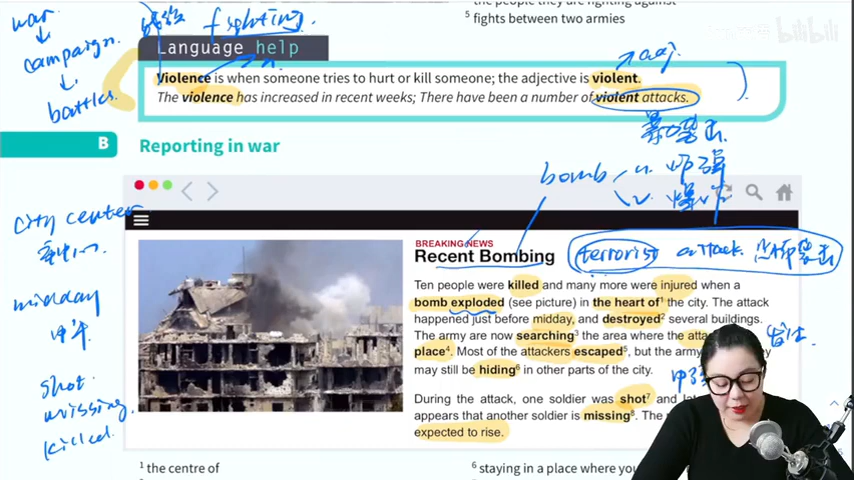 the people they are fighting against
⁵ fights between two armies
war
campaign.
battles.
fighting.
Language help
Violence is when someone tries to hurt or kill someone; the adjective is violent.
The violence has increased in recent weeks; There have been a number of violent attacks.
adj.
n.
bilibili
B Reporting in war
bomb n. 炸弹
v.
city center
市中心
midday
中午
shot
missing
killed
BREAKING NEWS
Recent Bombing
terrorist attack 恐怖袭击
Ten people were killed and many more were injured when a
bomb exploded (see picture) in the heart of¹ the city. The attack
happened just before midday, and destroyed² several buildings.
The army are now searching³ the area where the
place⁴. Most of the attackers escaped⁵, but the army
may still be hiding⁶ in other parts of the city.
During the attack, one soldier was shot⁷ and
appears that another soldier is missing⁸. The
expected to rise.
¹ the centre of
⁶ staying in a place where you